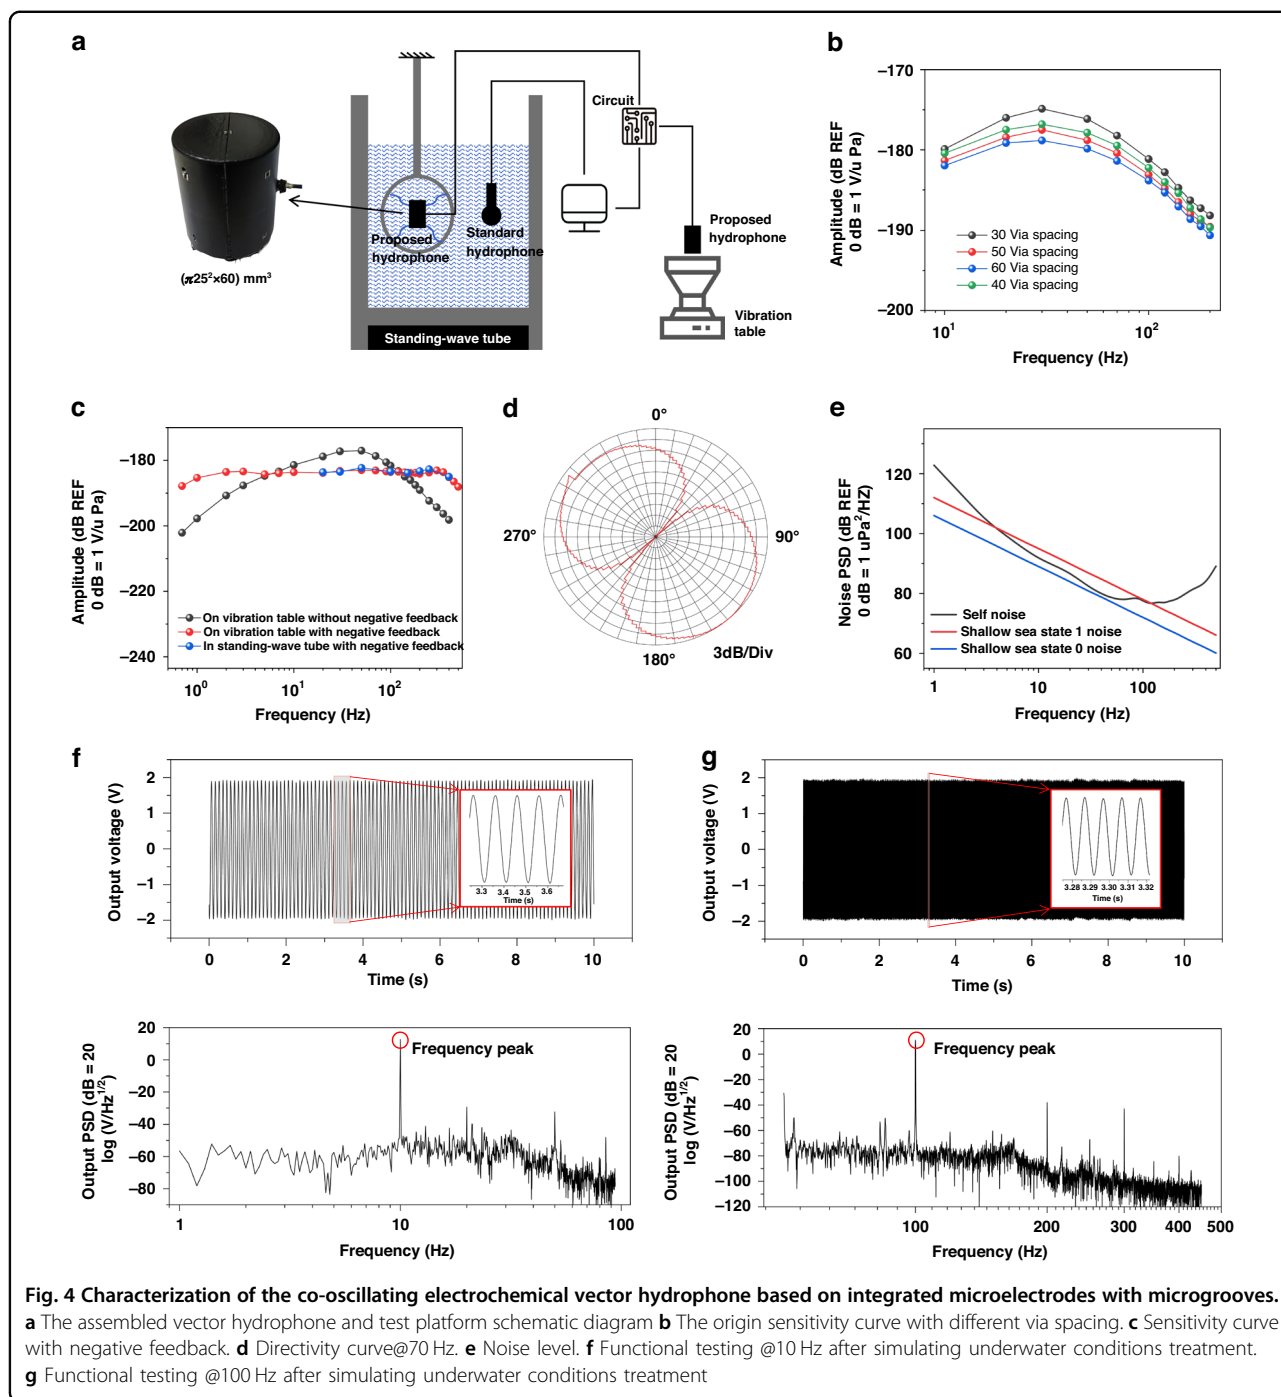 a
Circuit
Proposed
hydrophone
Standard
hydrophone
Proposed
hydrophone
(π25²×60) mm³
Vibration
table
Standing-wave tube
b
Amplitude (dB REF
0 dB = 1 V/u Pa)
−170
−180
−190
−200
30 Via spacing
50 Via spacing
60 Via spacing
40 Via spacing
10¹
10²
Frequency (Hz)
c
Amplitude (dB REF
0 dB = 1 V/u Pa)
−180
−200
−220
−240
On vibration table without negative feedback
On vibration table with negative feedback
In standing-wave tube with negative feedback
10⁰
10¹
10²
Frequency (Hz)
d
0°
270°
90°
180°
3dB/Div
e
Noise PSD (dB REF
0 dB = 1 uPa²/HZ)
120
100
80
60
Self noise
Shallow sea state 1 noise
Shallow sea state 0 noise
1
10
100
Frequency (Hz)
f
Output voltage (V)
2
1
0
−1
−2
3.3 3.4 3.5 3.6
Time (s)
0 2 4 6 8 10
Time (s)
Output PSD (dB = 20
log (V/Hz¹/²)
20
0
−20
−40
−60
−80
Frequency peak
1 10 100
Frequency (Hz)
g
Output voltage (V)
2
1
0
−1
−2
3.28 3.29 3.30 3.31 3.32
Time (s)
0 2 4 6 8 10
Time (s)
Output PSD (dB = 20
log (V/Hz¹/²)
20
0
−20
−40
−60
−80
−100
−120
Frequency peak
100 200 300 400 500
Frequency (Hz)
Fig. 4 Characterization of the co-oscillating electrochemical vector hydrophone based on integrated microelectrodes with microgrooves.
a The assembled vector hydrophone and test platform schematic diagram b The origin sensitivity curve with different via spacing. c Sensitivity curve
with negative feedback. d Directivity curve@70 Hz. e Noise level. f Functional testing @10 Hz after simulating underwater conditions treatment.
g Functional testing @100 Hz after simulating underwater conditions treatment